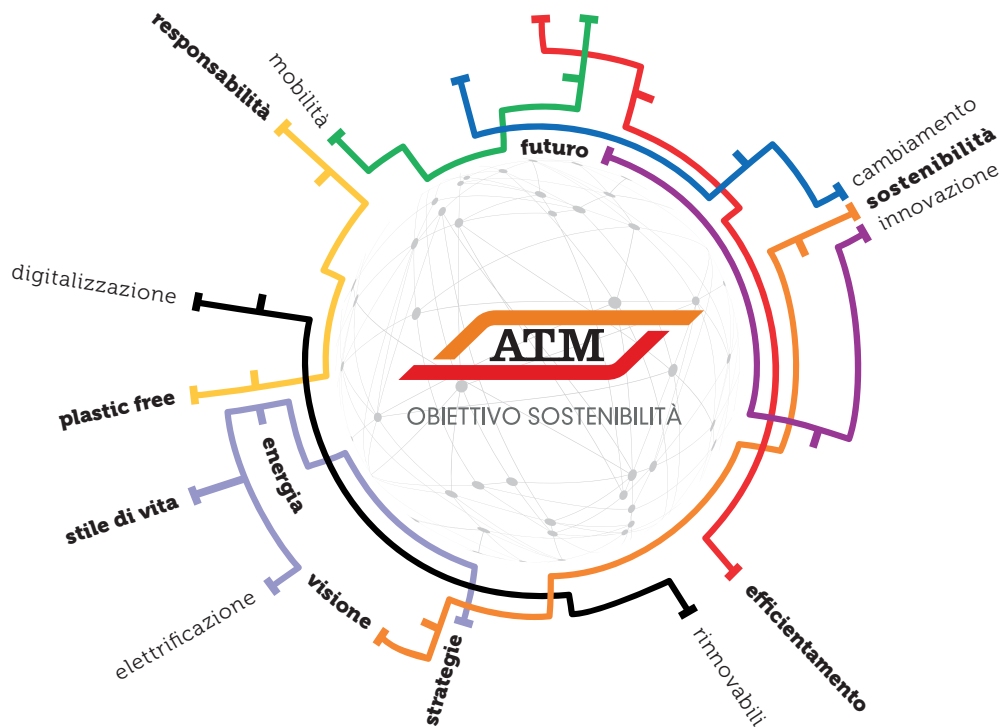 responsabilità
mobilità
futuro
cambiamento
sostenibilità
innovazione
digitalizzazione
ATM
OBIETTIVO SOSTENIBILITÀ
plastic free
energia
stile di vita
elettrificazione
visione
strategie
rinnovabili
efficientamento